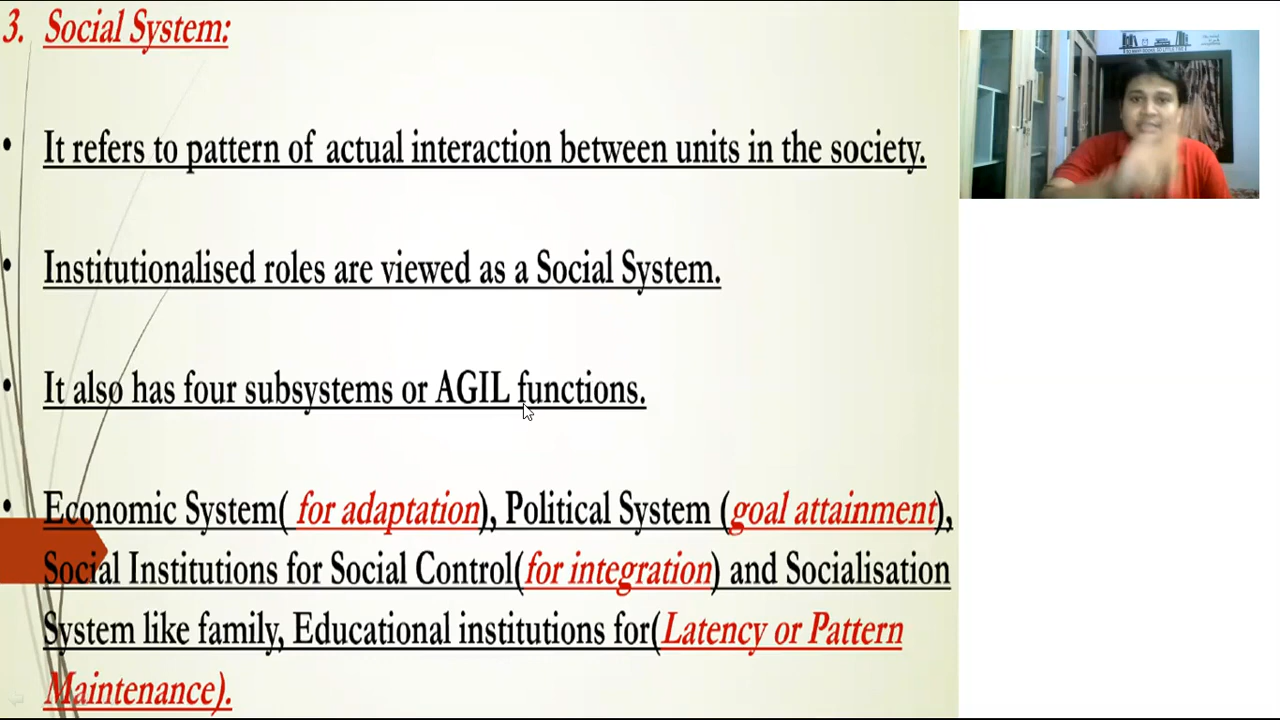 3. Social System:
• It refers to pattern of actual interaction between units in the society.
• Institutionalised roles are viewed as a Social System.
• It also has four subsystems or AGIL functions.
• Economic System( for adaptation), Political System (goal attainment),
Social Institutions for Social Control(for integration) and Socialisation
System like family, Educational institutions for(Latency or Pattern
Maintenance).